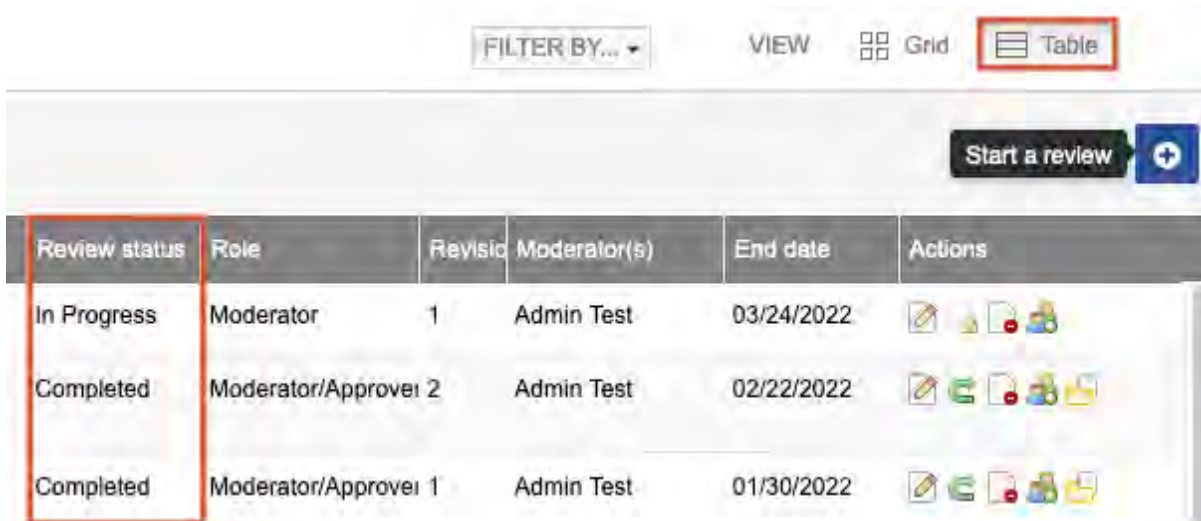 FILTER BY... VIEW Grid Table
Start a review
Review status Role Revisio Moderator(s) End date Actions
In Progress Moderator 1 Admin Test 03/24/2022
Completed Moderator/Approver 2 Admin Test 02/22/2022
Completed Moderator/Approver 1 Admin Test 01/30/2022